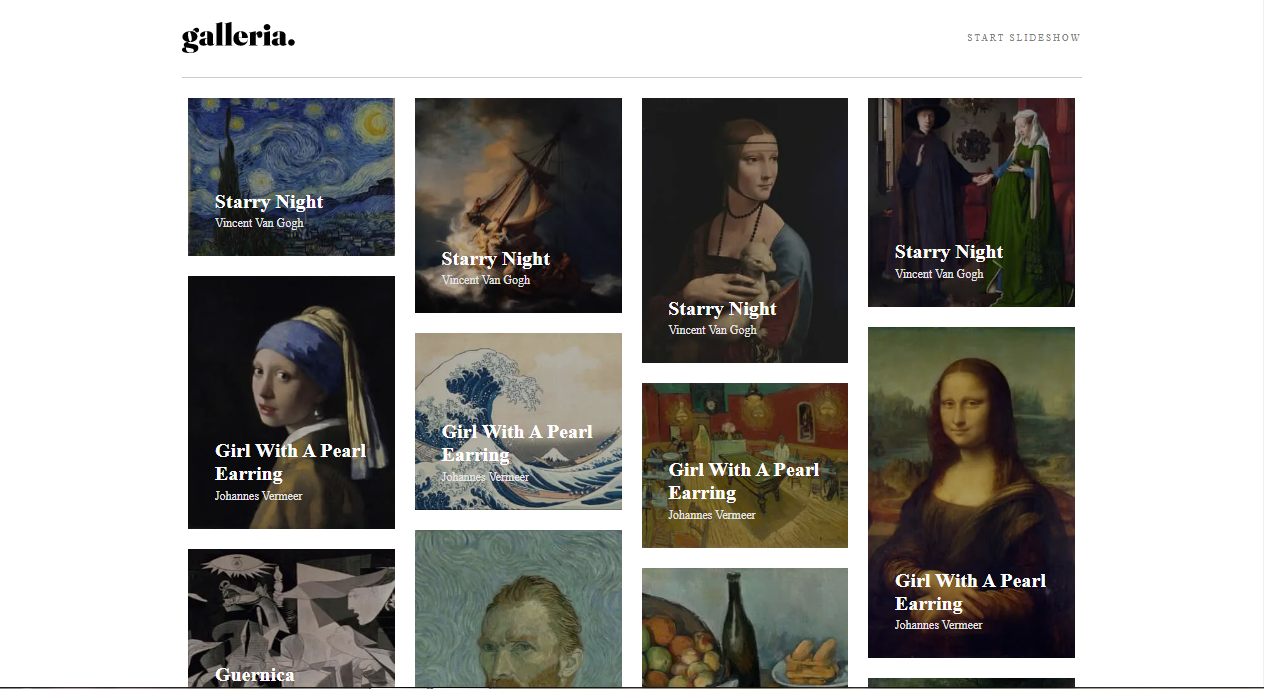 galleria.
START SLIDESHOW
Starry Night
Vincent Van Gogh
Girl With A Pearl
Earring
Johannes Vermeer
Guernica
Starry Night
Vincent Van Gogh
Girl With A Pearl
Earring
Johannes Vermeer
Starry Night
Vincent Van Gogh
Girl With A Pearl
Earring
Johannes Vermeer
Starry Night
Vincent Van Gogh
Girl With A Pearl
Earring
Johannes Vermeer